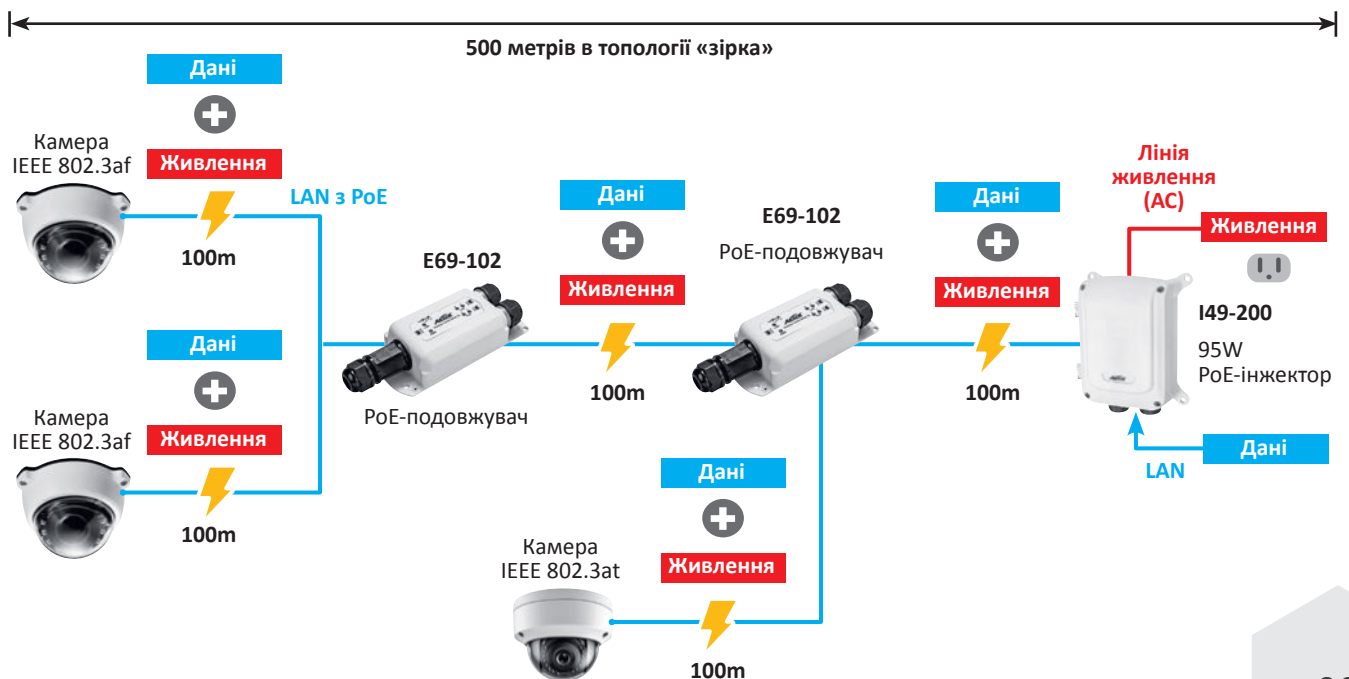 500 метрів в топології «зірка»
Дані
Камера
IEEE 802.3af
Живлення
LAN з PoE
100m
Дані
Камера
IEEE 802.3af
Живлення
100m
E69-102
PoE-подовжувач
Дані
Живлення
100m
E69-102
PoE-подовжувач
Дані
Живлення
100m
Лінія
живлення
(AC)
Живлення
I49-200
95W
PoE-інжектор
Дані
LAN
Дані
Камера
IEEE 802.3at
Живлення
100m